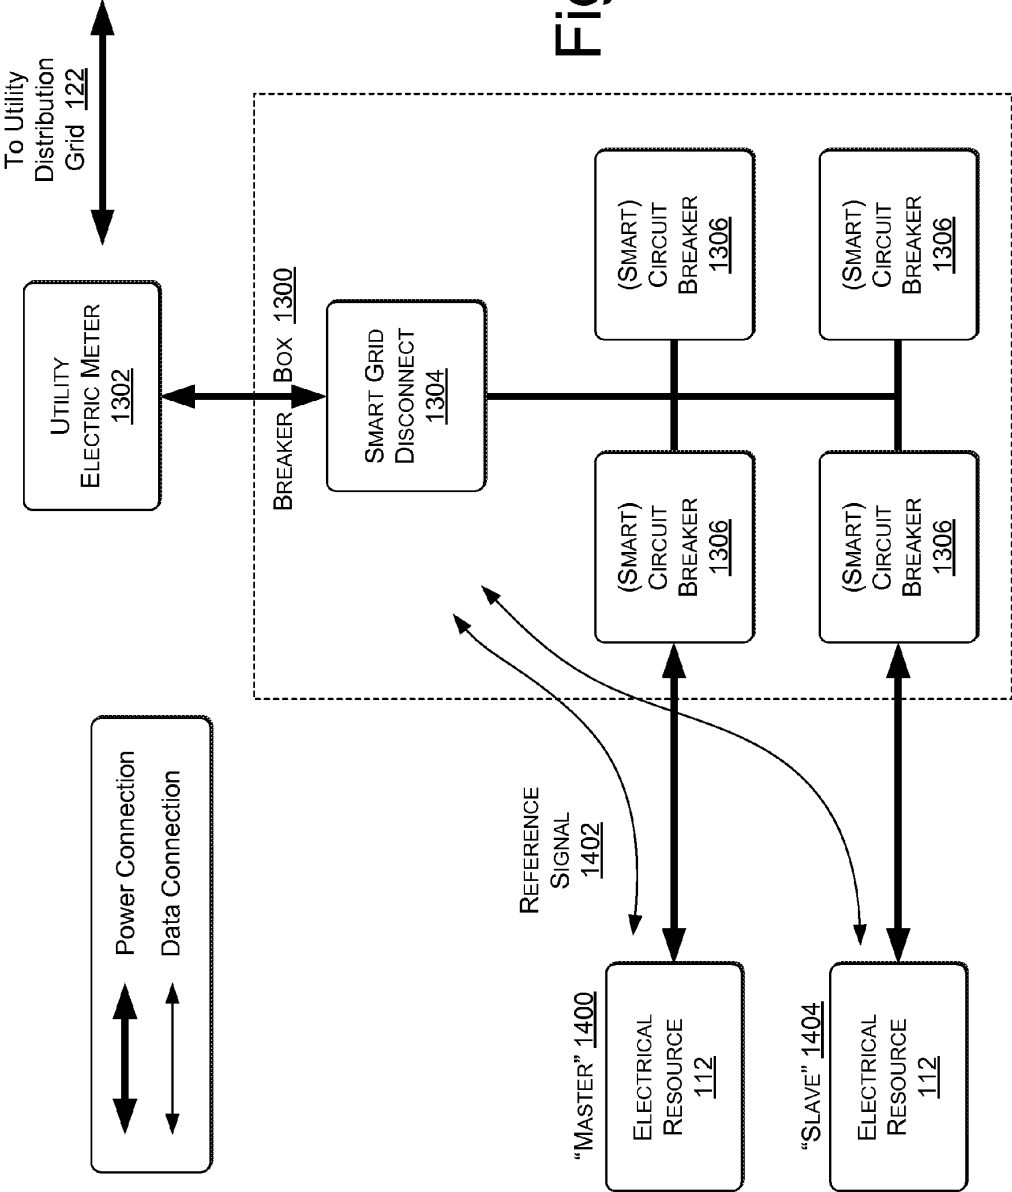 Power Connection
Data Connection
To Utility
Distribution
Grid 122
UTILITY
ELECTRIC METER
1302
BREAKER BOX 1300
SMART GRID
DISCONNECT
1304
REFERENCE
SIGNAL
1402
"MASTER" 1400
ELECTRICAL
RESOURCE
112
(SMART)
CIRCUIT
BREAKER
1306
(SMART)
CIRCUIT
BREAKER
1306
"SLAVE" 1404
ELECTRICAL
RESOURCE
112
(SMART)
CIRCUIT
BREAKER
1306
(SMART)
CIRCUIT
BREAKER
1306